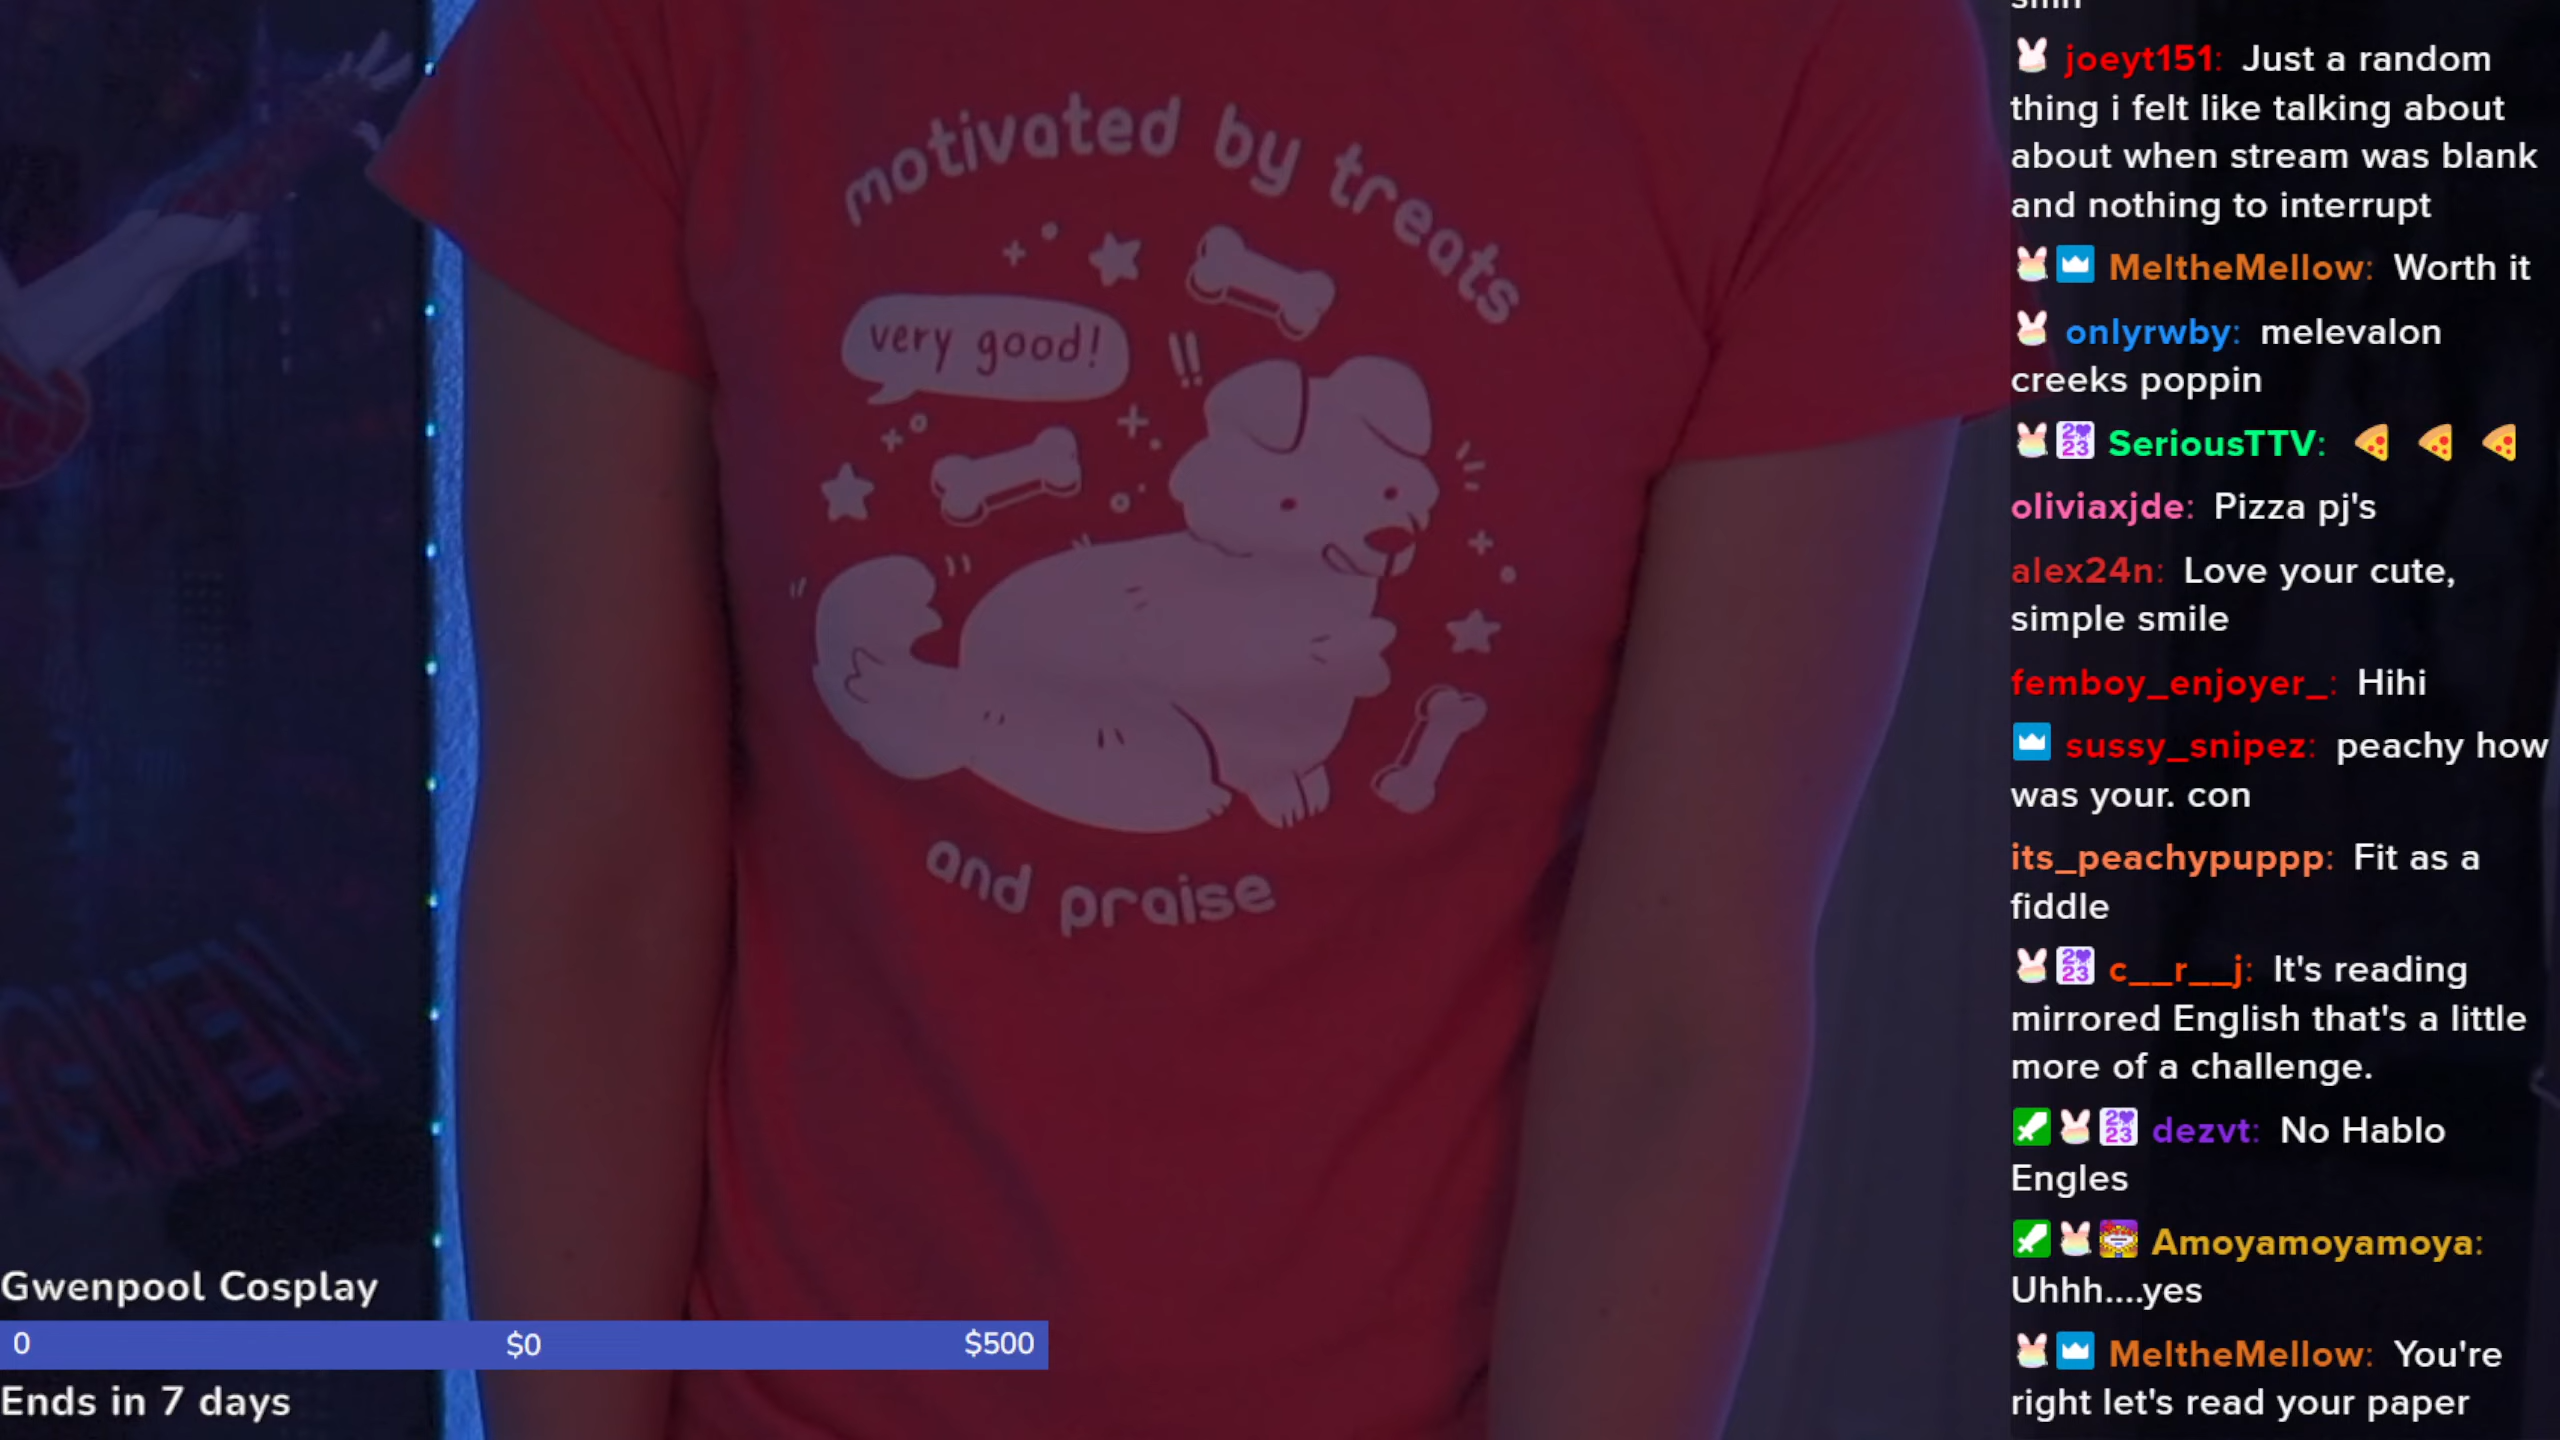 motivated by treats
very good!
and praise
GWEN
Gwenpool Cosplay
0 $0 $500
Ends in 7 days
joeyt151: Just a random
thing i felt like talking about
about when stream was blank
and nothing to interrupt
MeltheMellow: Worth it
onlyrwby: melevalon
creeks poppin
SeriousTTV: 🍕 🍕 🍕
oliviaxjde: Pizza pj's
alex24n: Love your cute,
simple smile
femboy_enjoyer_: Hihi
sussy_snipez: peachy how
was your. con
its_peachypuppp: Fit as a
fiddle
c__r__j: It's reading
mirrored English that's a little
more of a challenge.
dezvt: No Hablo
Engles
Amoyamoyamoya:
Uhhh....yes
MeltheMellow: You're
right let's read your paper